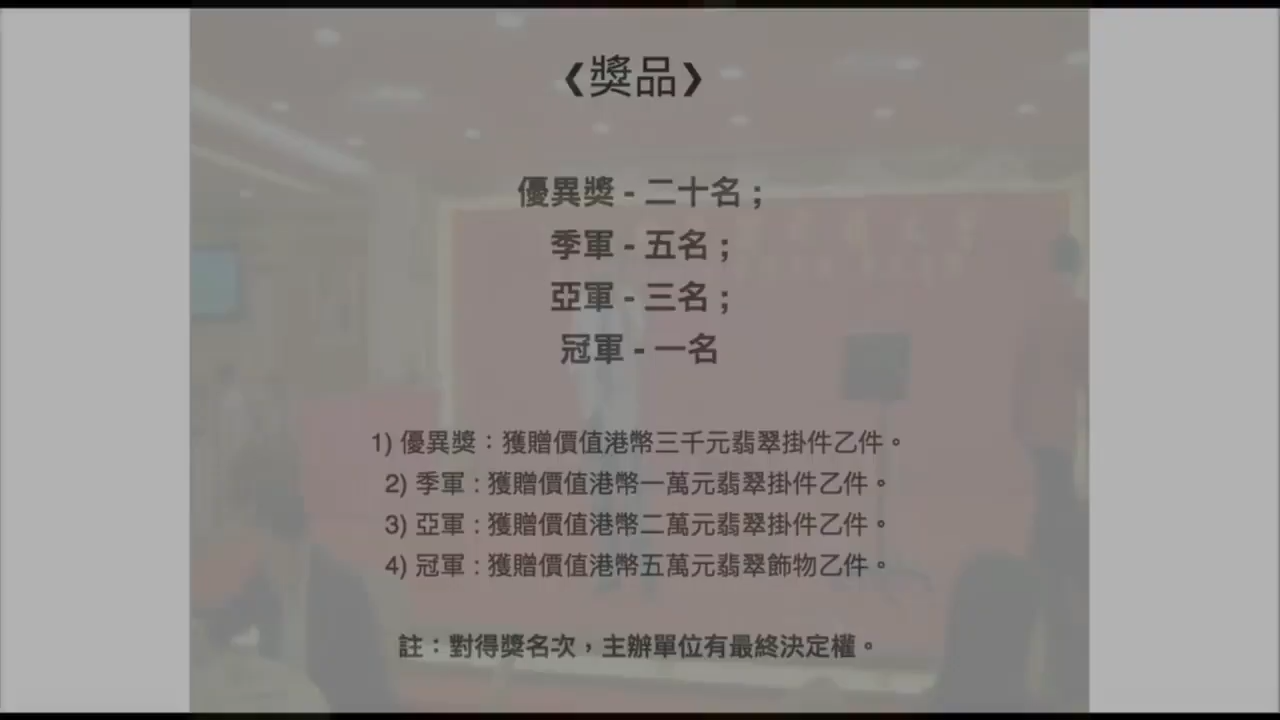 《獎品》
優異獎 - 二十名；
季軍 - 五名；
亞軍 - 三名；
冠軍 - 一名
1) 優異獎：獲贈價值港幣三千元翡翠掛件乙件。
2) 季軍：獲贈價值港幣一萬元翡翠掛件乙件。
3) 亞軍：獲贈價值港幣二萬元翡翠掛件乙件。
4) 冠軍：獲贈價值港幣五萬元翡翠飾物乙件。
註：對得獎名次，主辦單位有最終決定權。